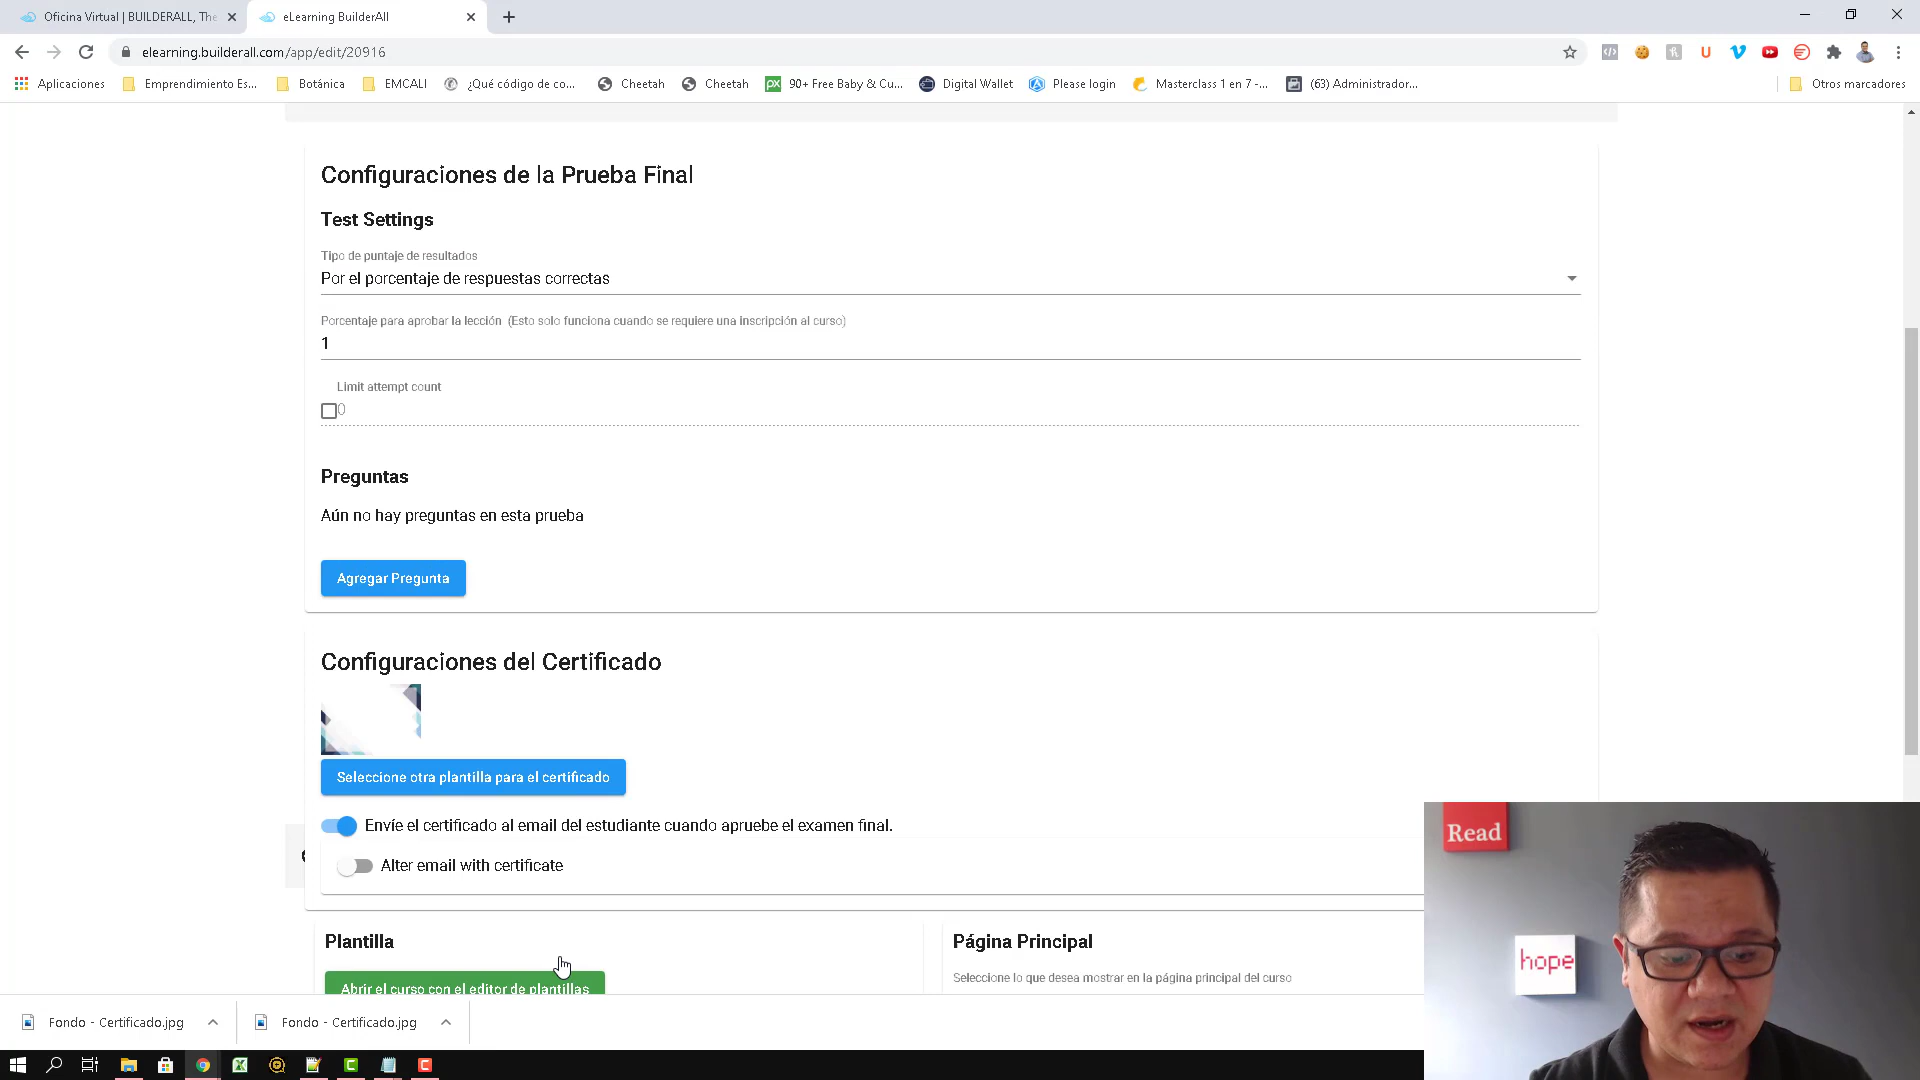 Oficina Virtual | BUILDERALL, The
eLearning BuilderAll
elearning.builderall.com/app/edit/20916
Aplicaciones
Emprendimiento Es...
Botánica
EMCALI
¿Qué código de co...
Cheetah
Cheetah
90+ Free Baby & Cu...
Digital Wallet
Please login
Masterclass 1 en 7 -...
(63) Administrador...
Otros marcadores
Configuraciones de la Prueba Final
Test Settings
Tipo de puntaje de resultados
Por el porcentaje de respuestas correctas
Porcentaje para aprobar la lección (Esto solo funciona cuando se requiere una inscripción al curso)
1
Limit attempt count
0
Preguntas
Aún no hay preguntas en esta prueba
Agregar Pregunta
Configuraciones del Certificado
Seleccione otra plantilla para el certificado
Envíe el certificado al email del estudiante cuando apruebe el examen final.
Alter email with certificate
Read
hope
Plantilla
Página Principal
Abrir el curso con el editor de plantillas
Seleccione lo que desea mostrar en la página principal del curso
Fondo - Certificado.jpg
Fondo - Certificado.jpg